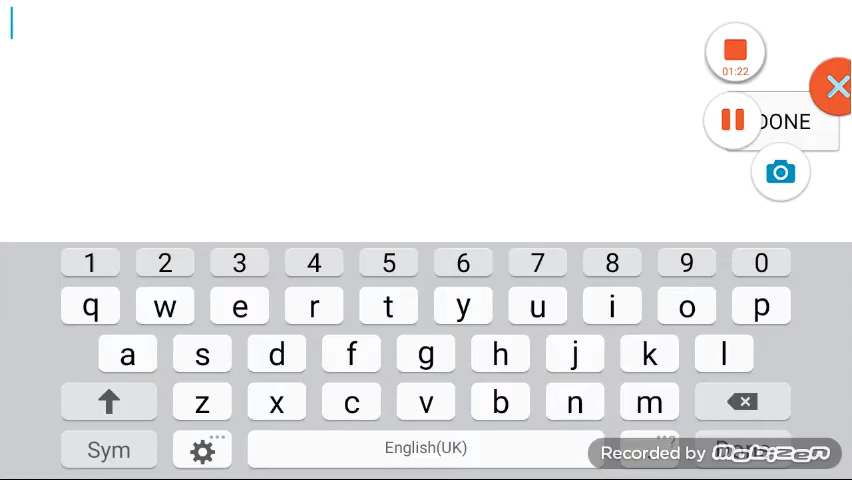 01:22
DONE
1 2 3 4 5 6 7 8 9 0
q w e r t y u i o p
a s d f g h j k l
z x c v b n m
Sym English(UK) ?
Recorded by MOBIZEN